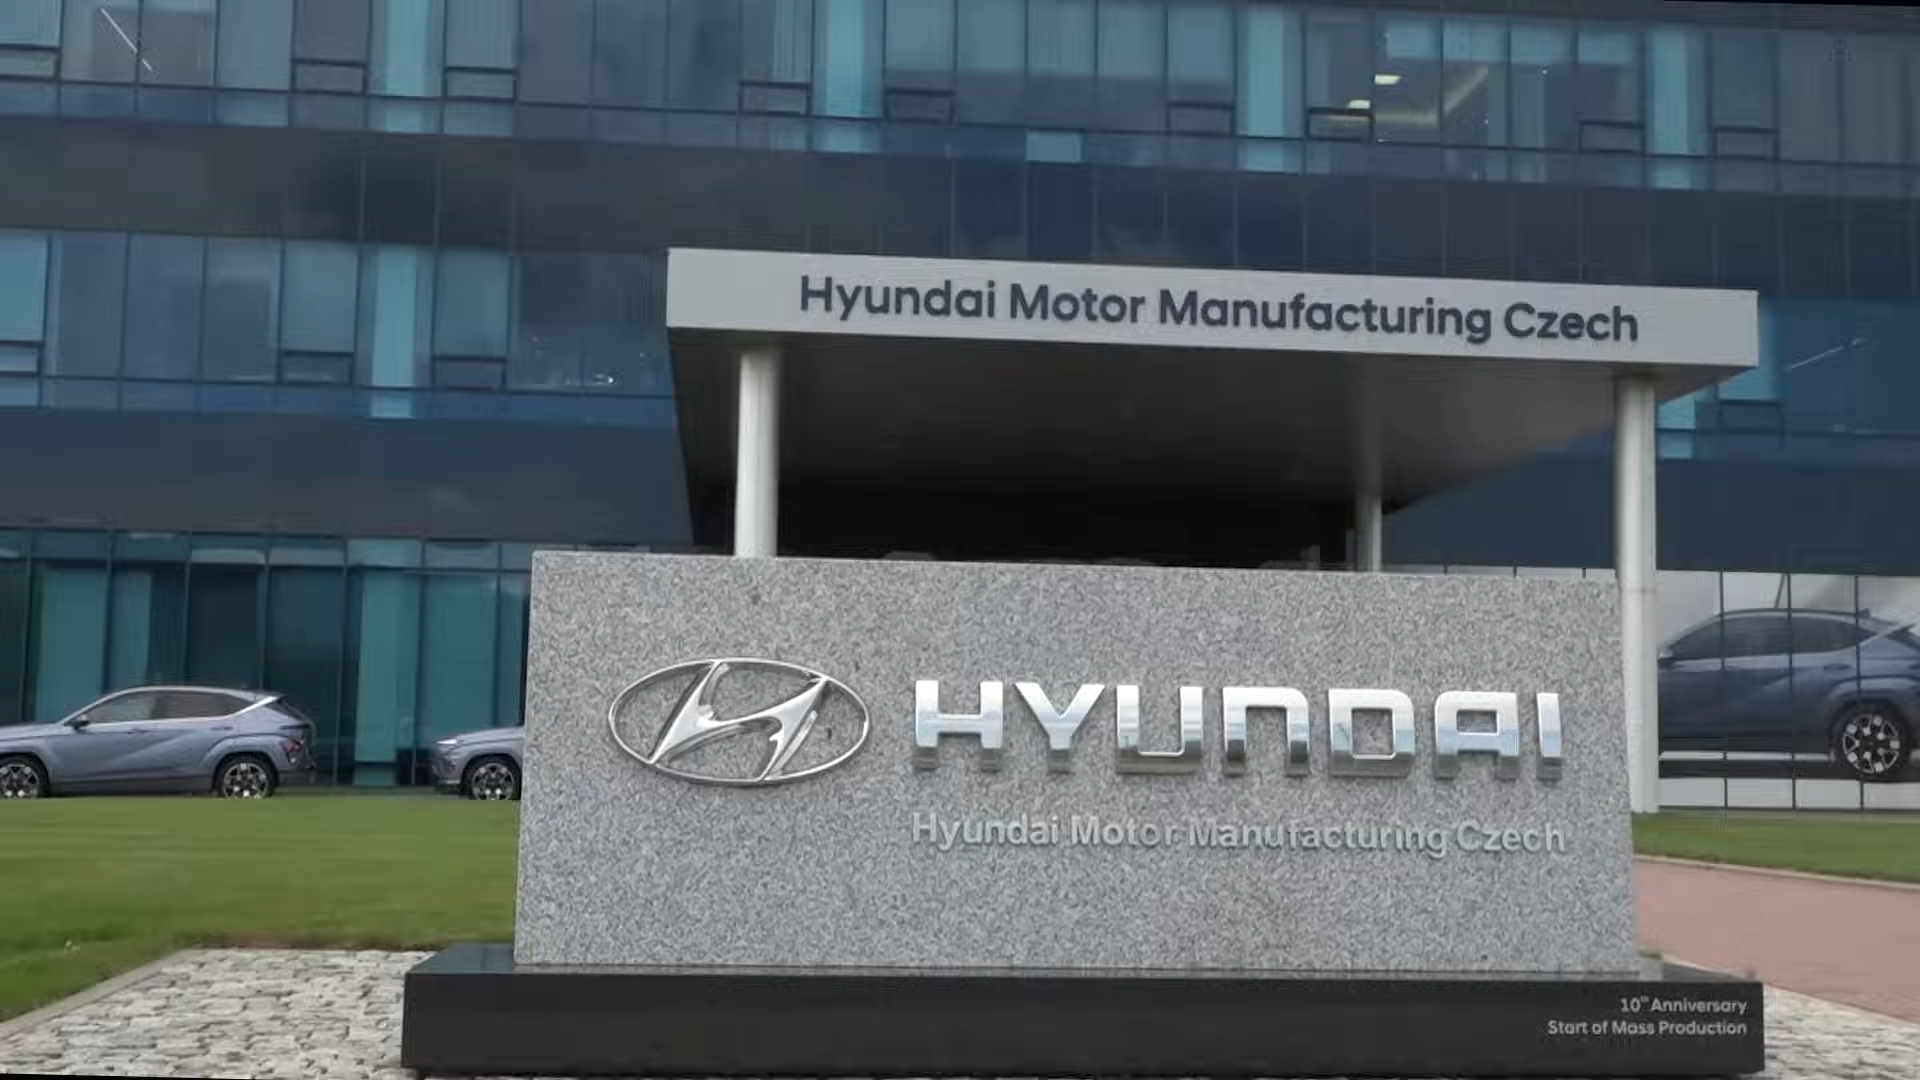 Hyundai Motor Manufacturing Czech
HYUNDAI
Hyundai Motor Manufacturing Czech
10th Anniversary
Start of Mass Production